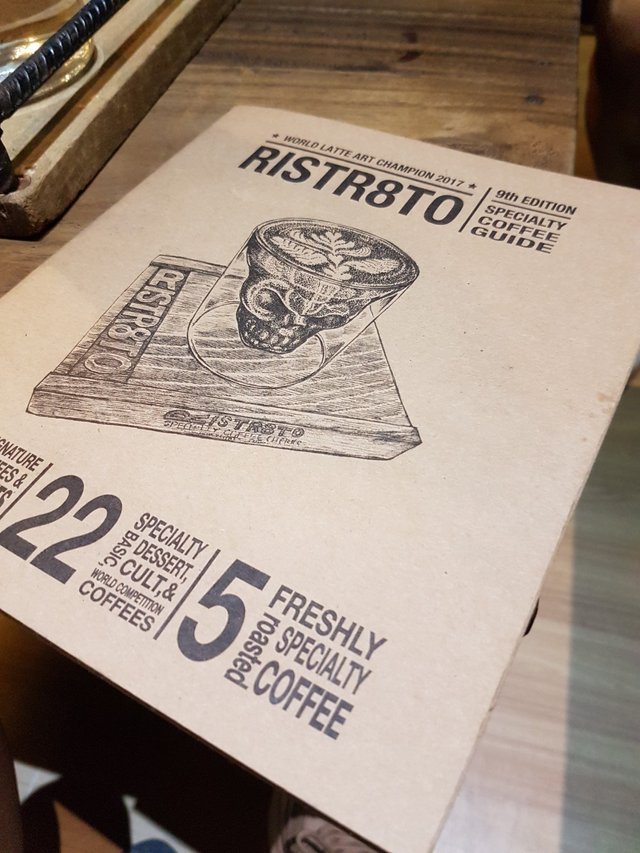 ★ WORLD LATTE ART CHAMPION 2017 ★
RISTR8TO
9th EDITION
SPECIALTY
COFFEE
GUIDE
RISTR8TO
RISTR8TO
22
SPECIALTY
DESSERT,
BASIC
CULT,&
WORLD COMPETITION
COFFEES
5
FRESHLY
roasted
SPECIALTY
COFFEE